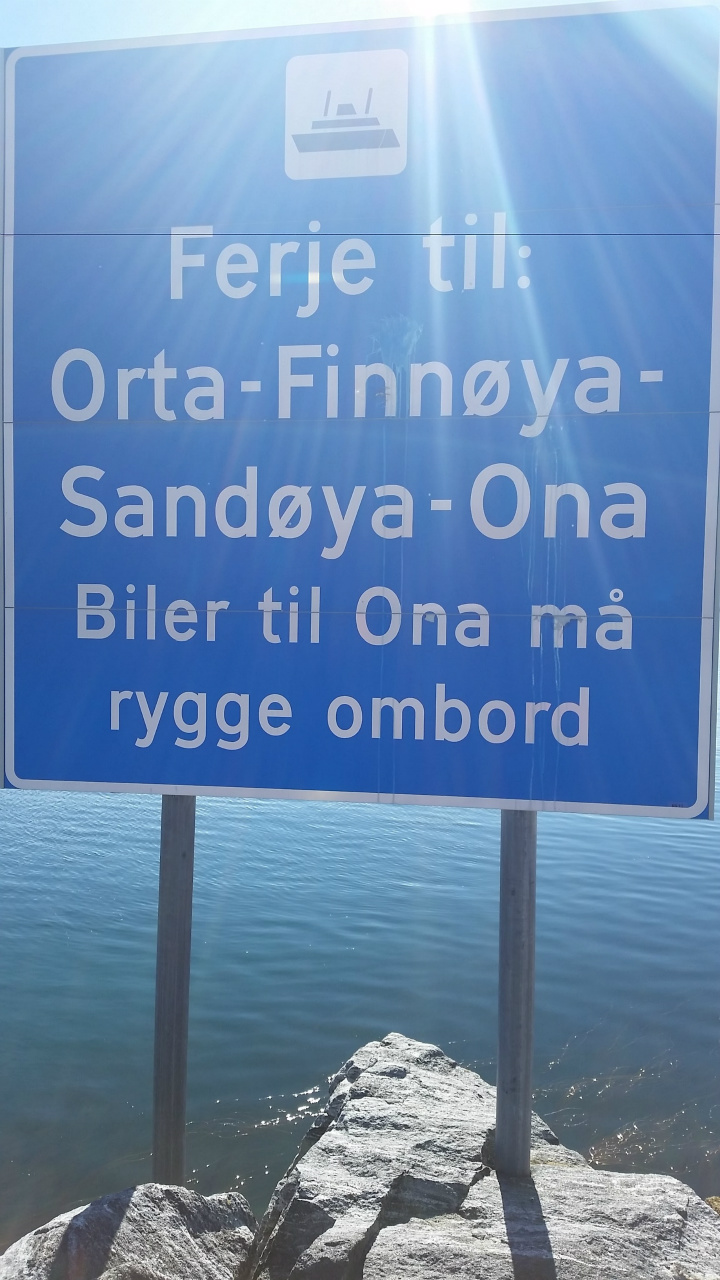 Ferje til:
Orta-Finnøya-
Sandøya-Ona
Biler til Ona må
rygge ombord